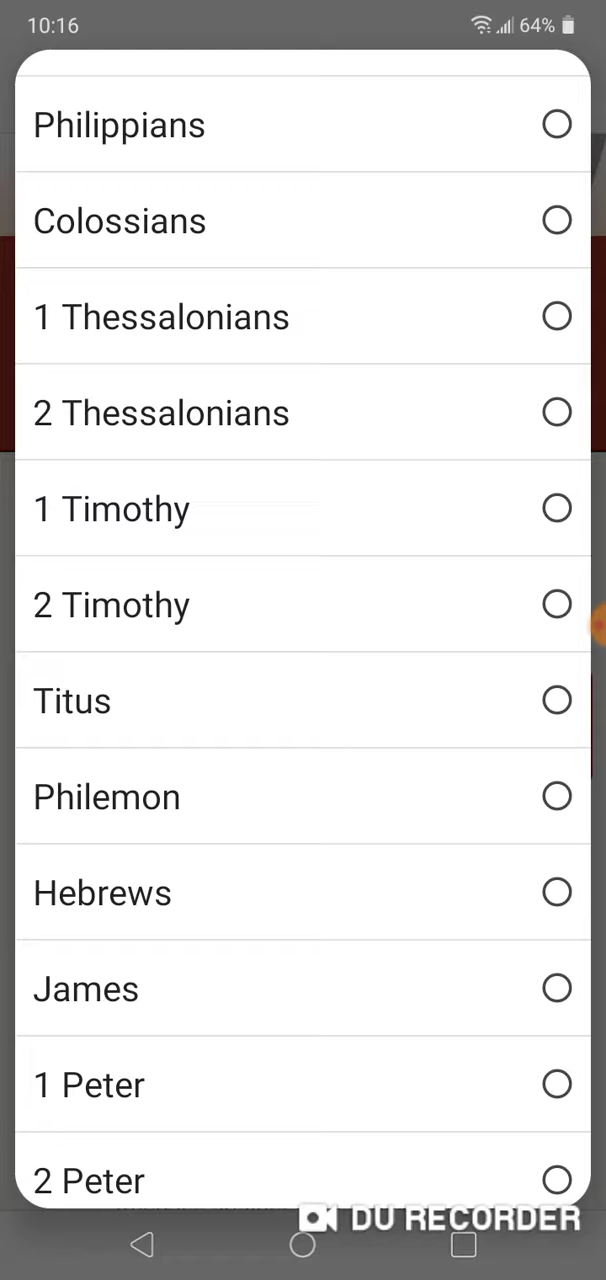 10:16
64%
Philippians
Colossians
1 Thessalonians
2 Thessalonians
1 Timothy
2 Timothy
Titus
Philemon
Hebrews
James
1 Peter
2 Peter
DU RECORDER